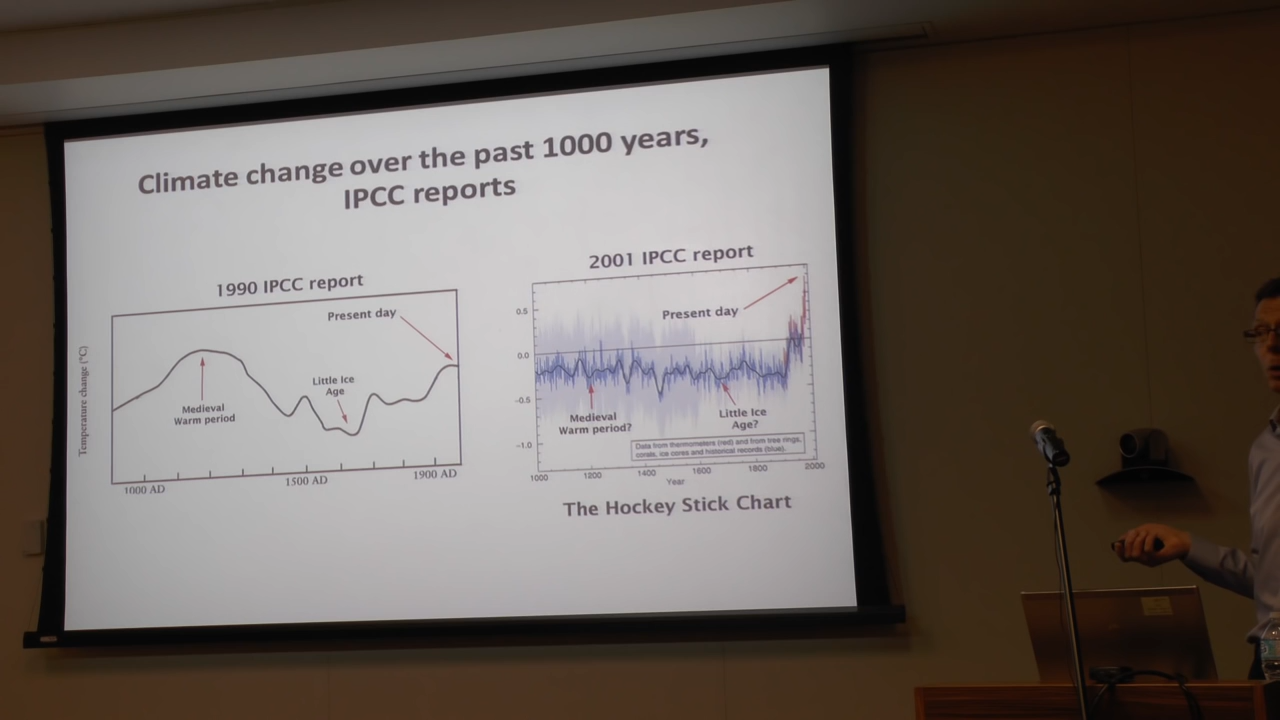 Climate change over the past 1000 years,
IPCC reports
1990 IPCC report
Temperature change (°C)
Present day
Little Ice
Age
Medieval
Warm period
1000 AD
1500 AD
1900 AD
2001 IPCC report
0.5
0.0
−0.5
−1.0
Present day
Medieval
Warm period?
Little Ice
Age?
Data from thermometers (red) and from tree rings,
corals, ice cores and historical records (blue).
1000
1200
1400
1600
1800
2000
Year
The Hockey Stick Chart